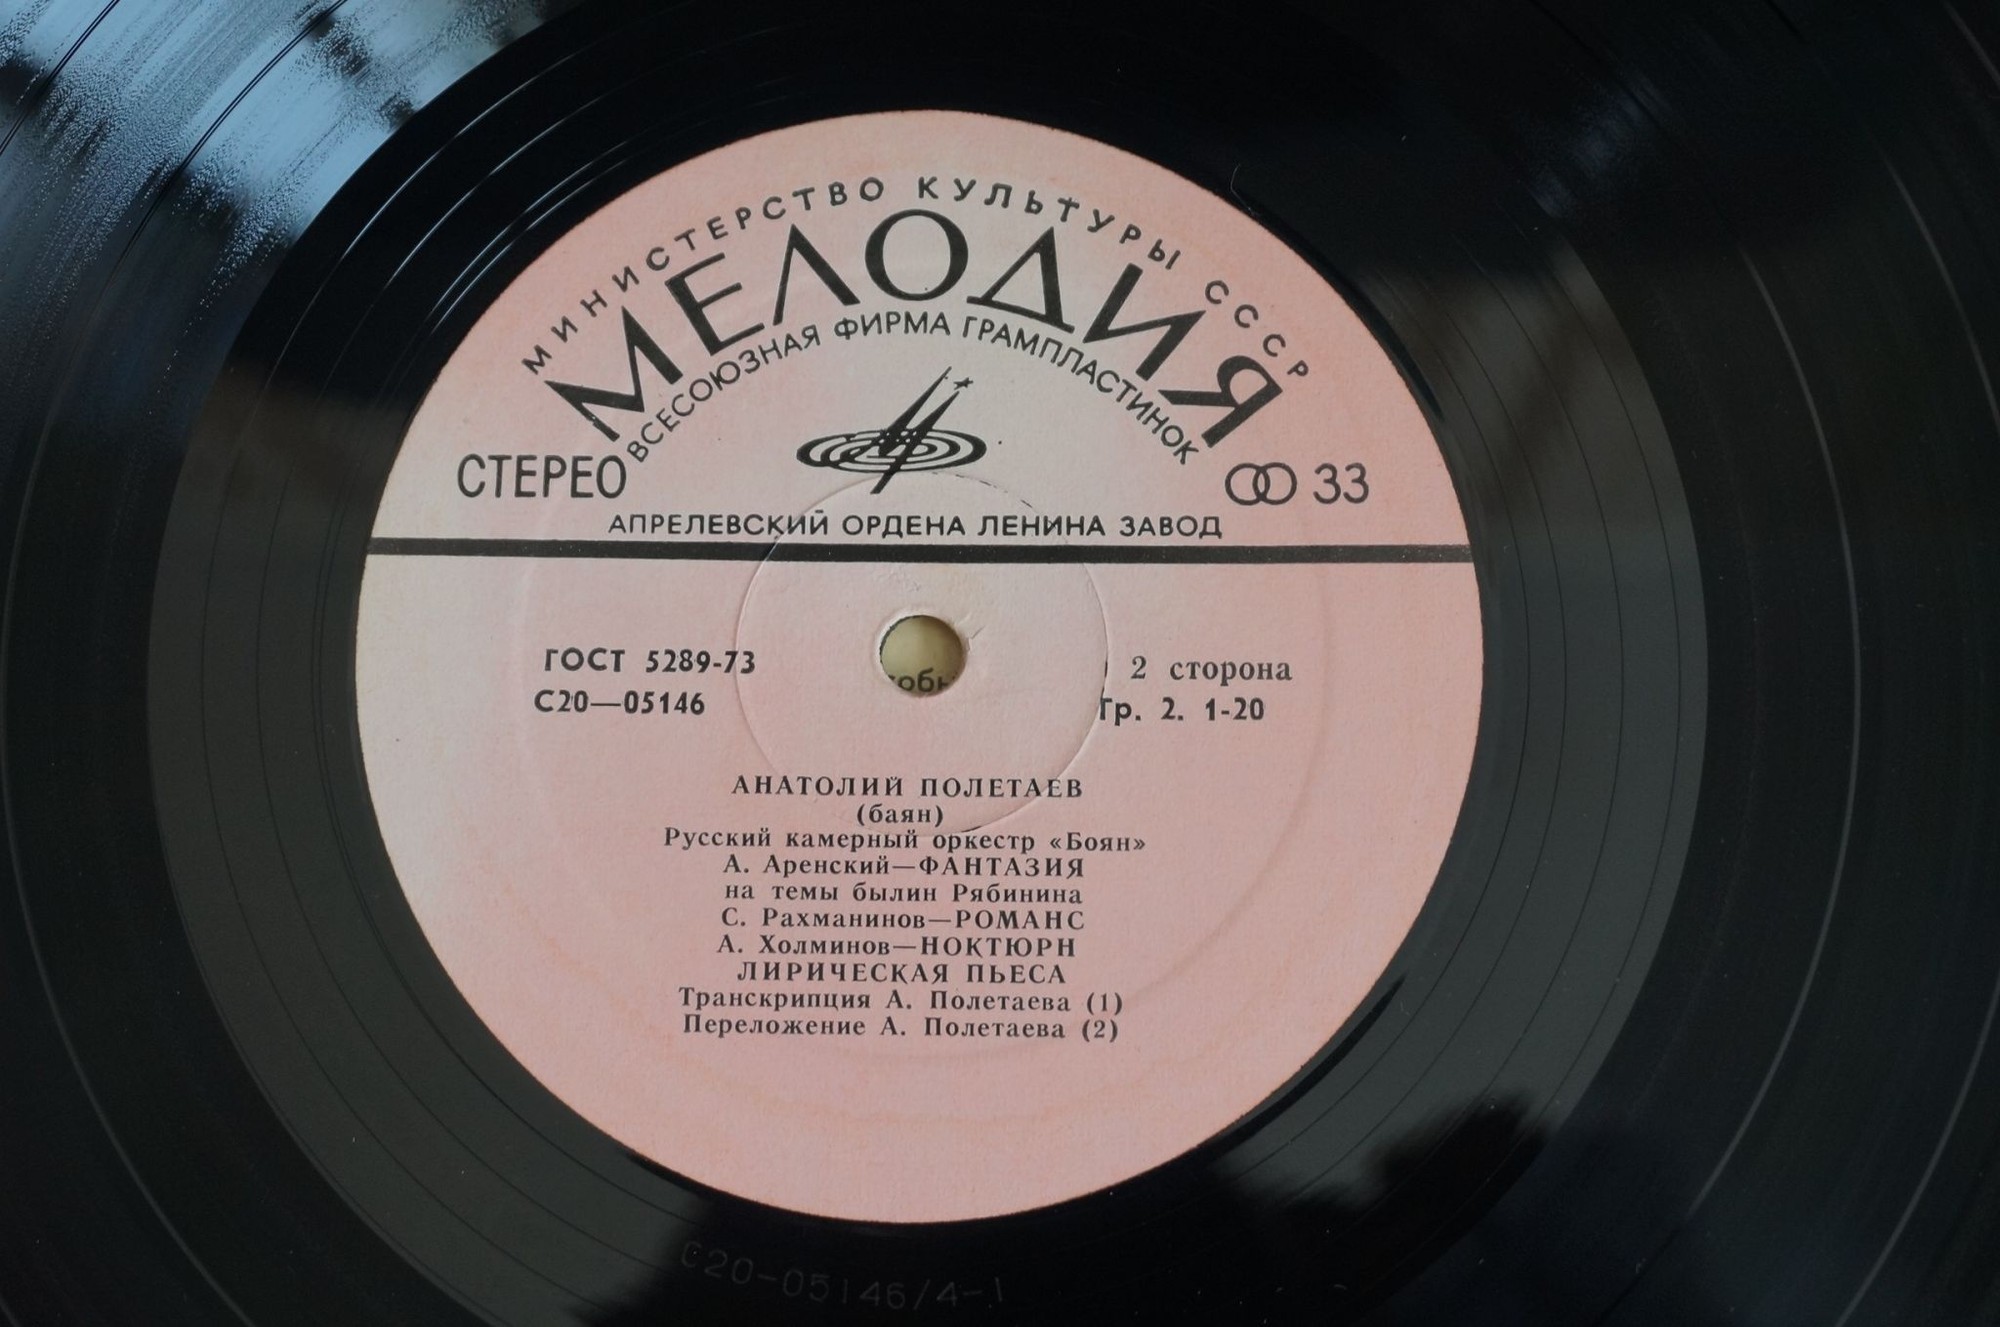 МИНИСТЕРСТВО КУЛЬТУРЫ СССР
МЕЛОДИЯ
ВСЕСОЮЗНАЯ ФИРМА ГРАМПЛАСТИНОК
СТЕРЕО
33
АПРЕЛЕВСКИЙ ОРДЕНА ЛЕНИНА ЗАВОД
ГОСТ 5289-73
2 сторона
С20—05146
Гр. 2. 1-20
АНАТОЛИЙ ПОЛЕТАЕВ
(баян)
Русский камерный оркестр «Боян»
А. Аренский—ФАНТАЗИЯ
на темы былин Рябинина
С. Рахманинов—РОМАНС
А. Холминов—НОКТЮРН
ЛИРИЧЕСКАЯ ПЬЕСА
Транскрипция А. Полетаева (1)
Переложение А. Полетаева (2)
С20-05146/4-1